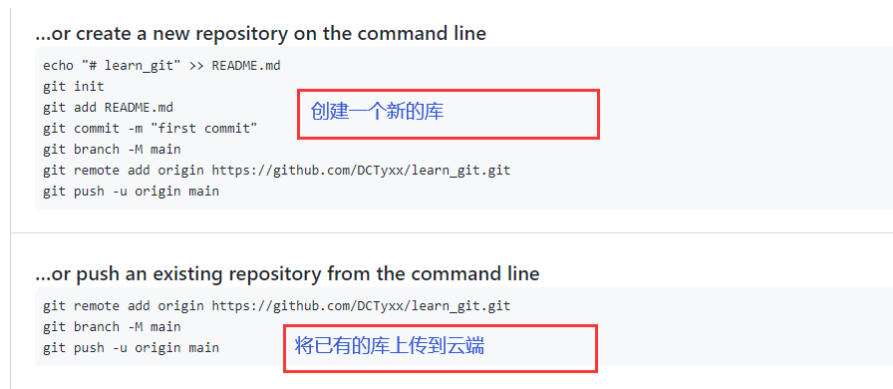 ...or create a new repository on the command line
echo "# learn_git" >> README.md
git init
git add README.md
创建一个新的库
git commit -m "first commit"
git branch -M main
git remote add origin https://github.com/DCTyxx/learn_git.git
git push -u origin main
...or push an existing repository from the command line
git remote add origin https://github.com/DCTyxx/learn_git.git
git branch -M main
git push -u origin main
将已有的库上传到云端